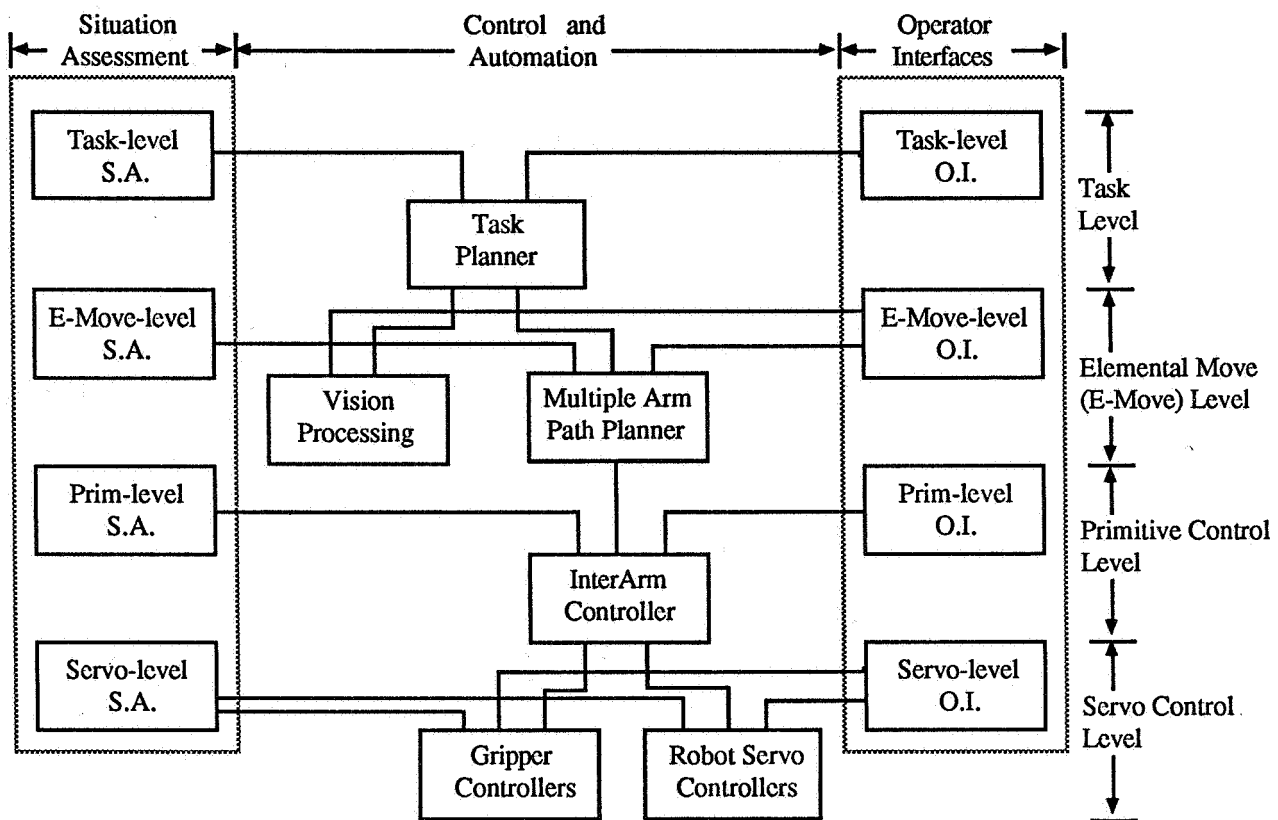 Situation
Assessment
Control and
Automation
Operator
Interfaces
Task-level
S.A.
Task-level
O.I.
Task
Level
Task
Planner
E-Move-level
S.A.
E-Move-level
O.I.
Elemental Move
(E-Move) Level
Vision
Processing
Multiple Arm
Path Planner
Prim-level
S.A.
Prim-level
O.I.
Primitive Control
Level
InterArm
Controller
Servo-level
S.A.
Servo-level
O.I.
Servo Control
Level
Gripper
Controllers
Robot Servo
Controllers